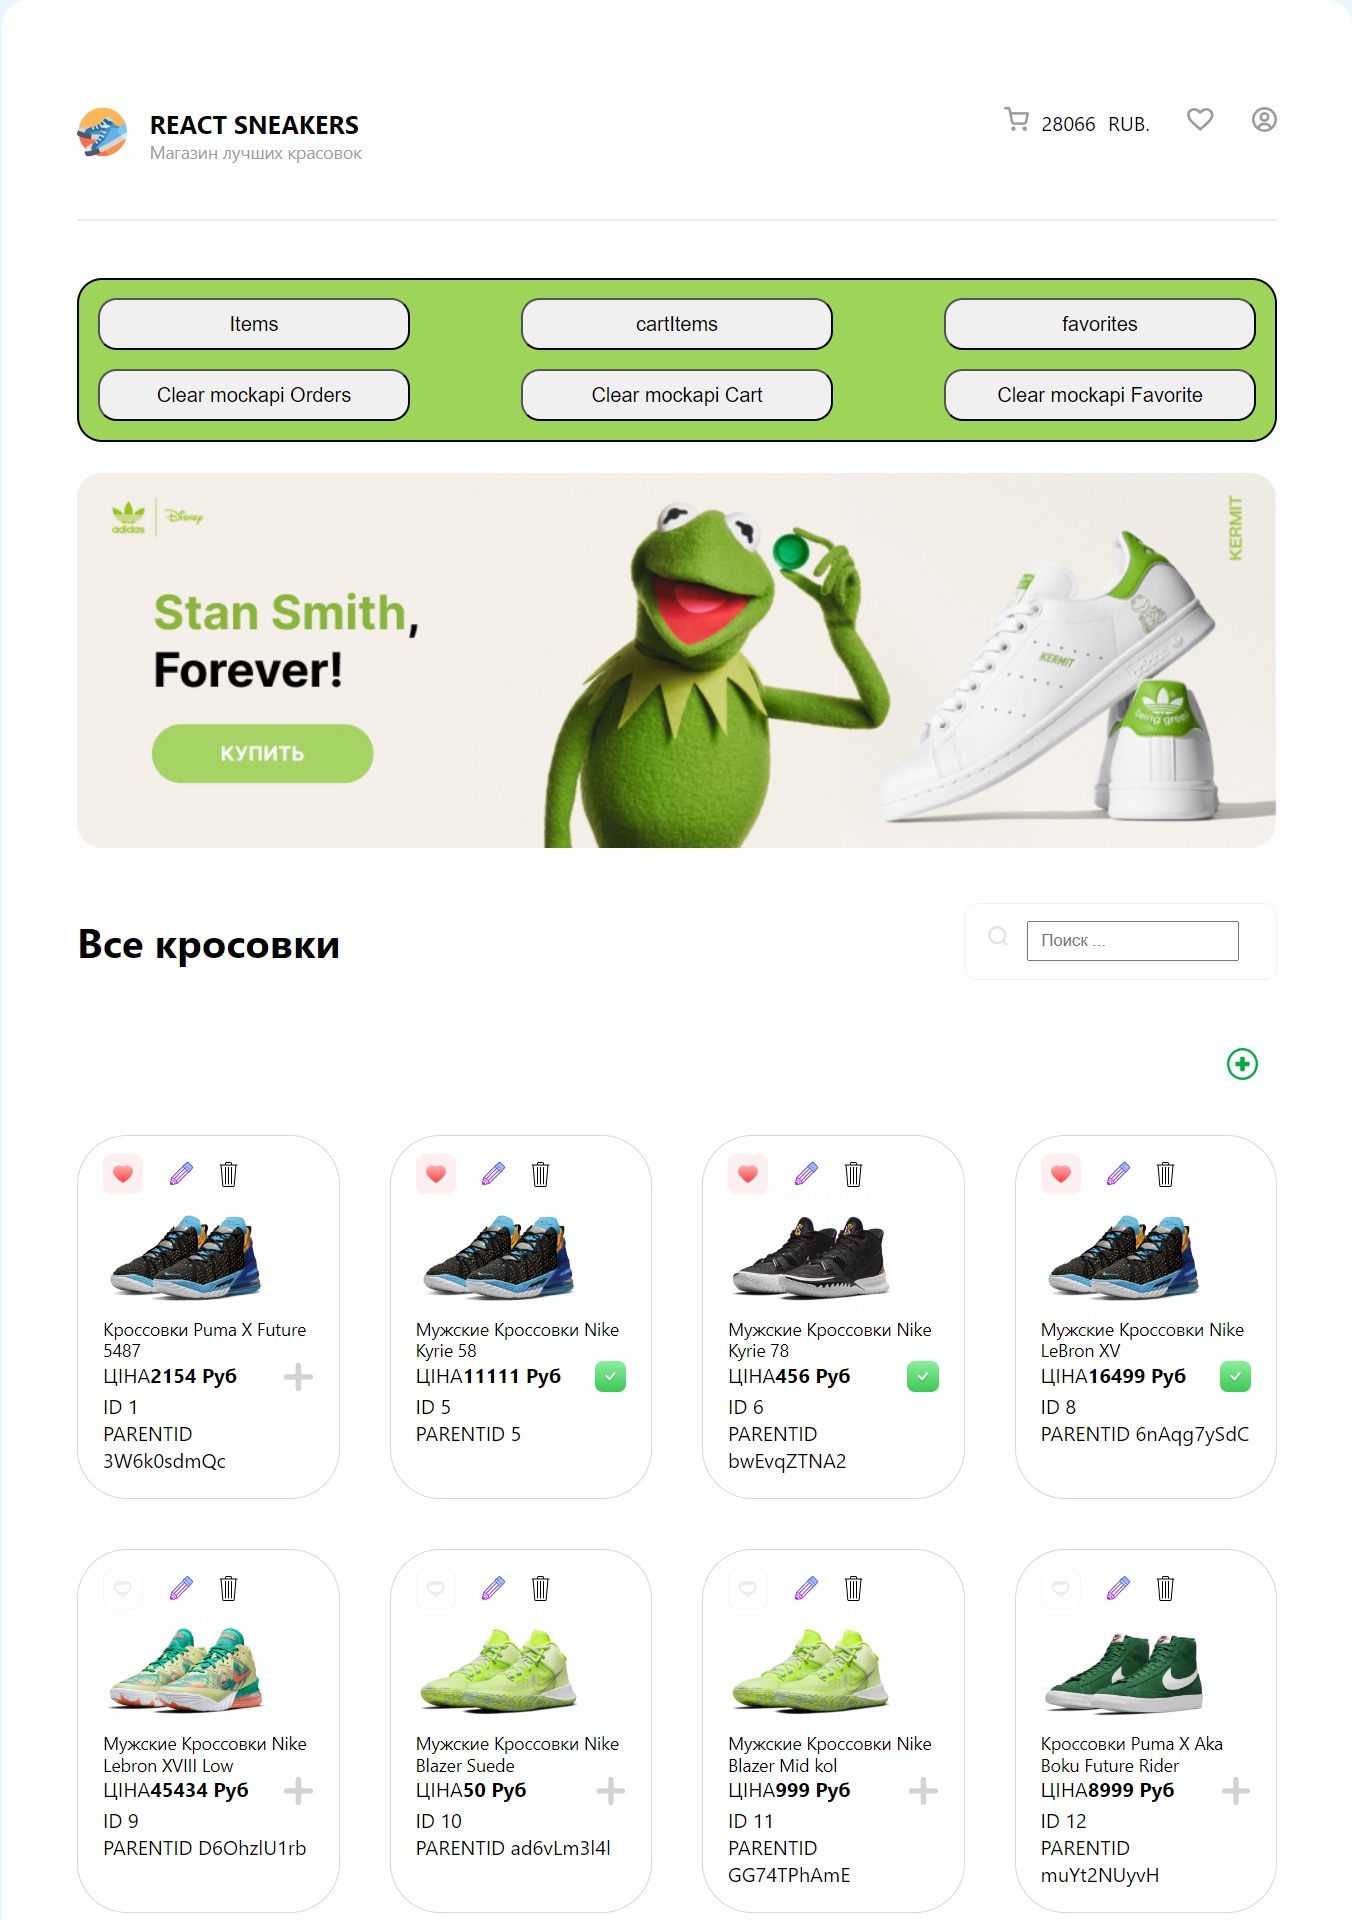 REACT SNEAKERS
Магазин лучших красовок
28066 RUB.
Items
cartItems
favorites
Clear mockapi Orders
Clear mockapi Cart
Clear mockapi Favorite
adidas
Disney
KERMIT
Stan Smith,
Forever!
КУПИТЬ
KERMIT
being green
Все кросовки
Поиск ...
Кроссовки Puma X Future
5487
ЦІНА2154 Руб
ID 1
PARENTID
3W6k0sdmQc
Мужские Кроссовки Nike
Kyrie 58
ЦІНА11111 Руб
ID 5
PARENTID 5
Мужские Кроссовки Nike
Kyrie 78
ЦІНА456 Руб
ID 6
PARENTID
bwEvqZTNA2
Мужские Кроссовки Nike
LeBron XV
ЦІНА16499 Руб
ID 8
PARENTID 6nAqg7ySdC
Мужские Кроссовки Nike
Lebron XVIII Low
ЦІНА45434 Руб
ID 9
PARENTID D6OhzlU1rb
Мужские Кроссовки Nike
Blazer Suede
ЦІНА50 Руб
ID 10
PARENTID ad6vLm3l4l
Мужские Кроссовки Nike
Blazer Mid kol
ЦІНА999 Руб
ID 11
PARENTID
GG74TPhAmE
Кроссовки Puma X Aka
Boku Future Rider
ЦІНА8999 Руб
ID 12
PARENTID
muYt2NUyvH